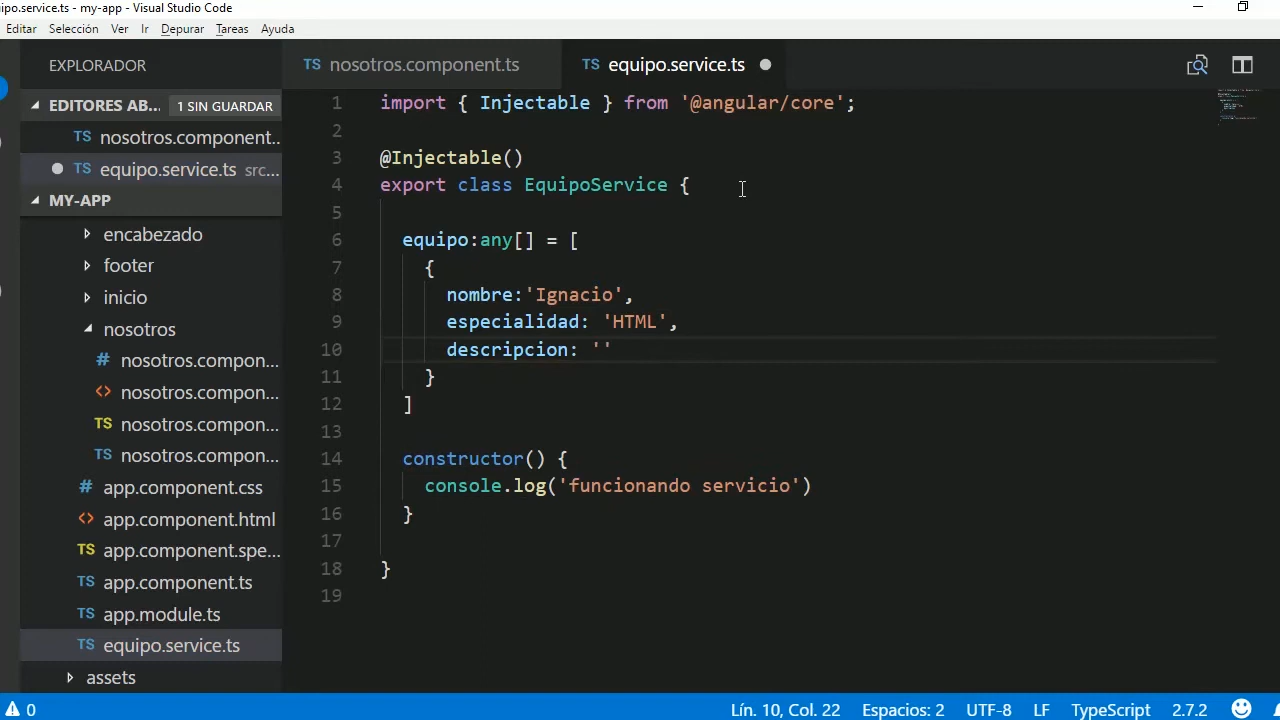 ipo.service.ts - my-app - Visual Studio Code
Editar Selección Ver Ir Depurar Tareas Ayuda
EXPLORADOR
EDITORES AB... 1 SIN GUARDAR
TS nosotros.component...
TS equipo.service.ts src...
MY-APP
encabezado
footer
inicio
nosotros
# nosotros.compon...
<> nosotros.compon...
TS nosotros.compon...
TS nosotros.compon...
# app.component.css
<> app.component.html
TS app.component.spe...
TS app.component.ts
TS app.module.ts
TS equipo.service.ts
assets
TS nosotros.component.ts TS equipo.service.ts
1 import { Injectable } from '@angular/core';
2
3 @Injectable()
4 export class EquipoService {
5
6 equipo:any[] = [
7 {
8 nombre:'Ignacio',
9 especialidad: 'HTML',
10 descripcion: ''
11 }
12 ]
13
14 constructor() {
15 console.log('funcionando servicio')
16 }
17
18 }
19
0 Lín. 10, Col. 22 Espacios: 2 UTF-8 LF TypeScript 2.7.2